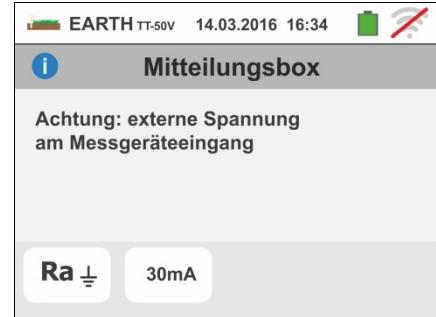 EARTH TT-50V 14.03.2016 16:34
i Mitteilungsbox
Achtung: externe Spannung
am Messgeräteeingang
Ra 30mA